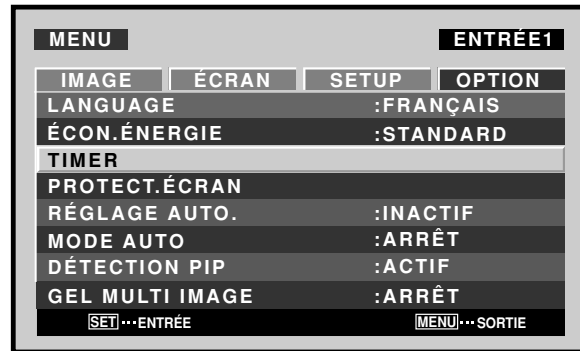 MENU ENTRÉE1
IMAGE ÉCRAN SETUP OPTION
LANGUAGE :FRANÇAIS
ÉCON.ÉNERGIE :STANDARD
TIMER
PROTECT.ÉCRAN
RÉGLAGE AUTO. :INACTIF
MODE AUTO :ARRÊT
DÉTECTION PIP :ACTIF
GEL MULTI IMAGE :ARRÊT
SET ···ENTRÉE MENU ··· SORTIE